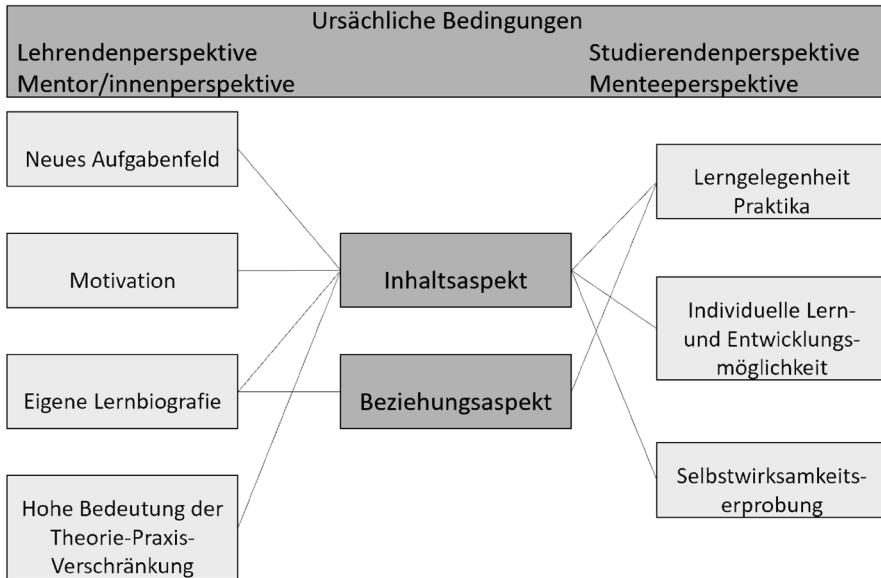 Ursächliche Bedingungen
Lehrendenperspektive
Mentor/innenperspektive
Studierendenperspektive
Menteeperspektive
Neues Aufgabenfeld
Motivation
Eigene Lernbiografie
Hohe Bedeutung der
Theorie-Praxis-
Verschränkung
Inhaltsaspekt
Beziehungsaspekt
Lerngelegenheit
Praktika
Individuelle Lern-
und Entwicklungs-
möglichkeit
Selbstwirksamkeits-
erprobung